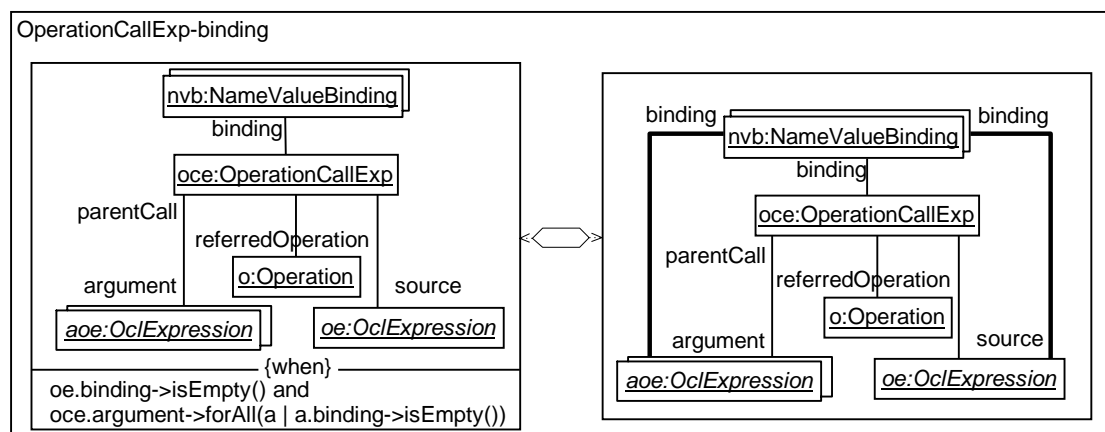 OperationCallExp-binding
nvb:NameValueBinding
binding
oce:OperationCallExp
parentCall
referredOperation
o:Operation
argument
source
aoe:OclExpression
oe:OclExpression
{when}
oe.binding->isEmpty() and
oce.argument->forAll(a | a.binding->isEmpty())
binding
binding
nvb:NameValueBinding
binding
oce:OperationCallExp
parentCall
referredOperation
o:Operation
argument
source
aoe:OclExpression
oe:OclExpression